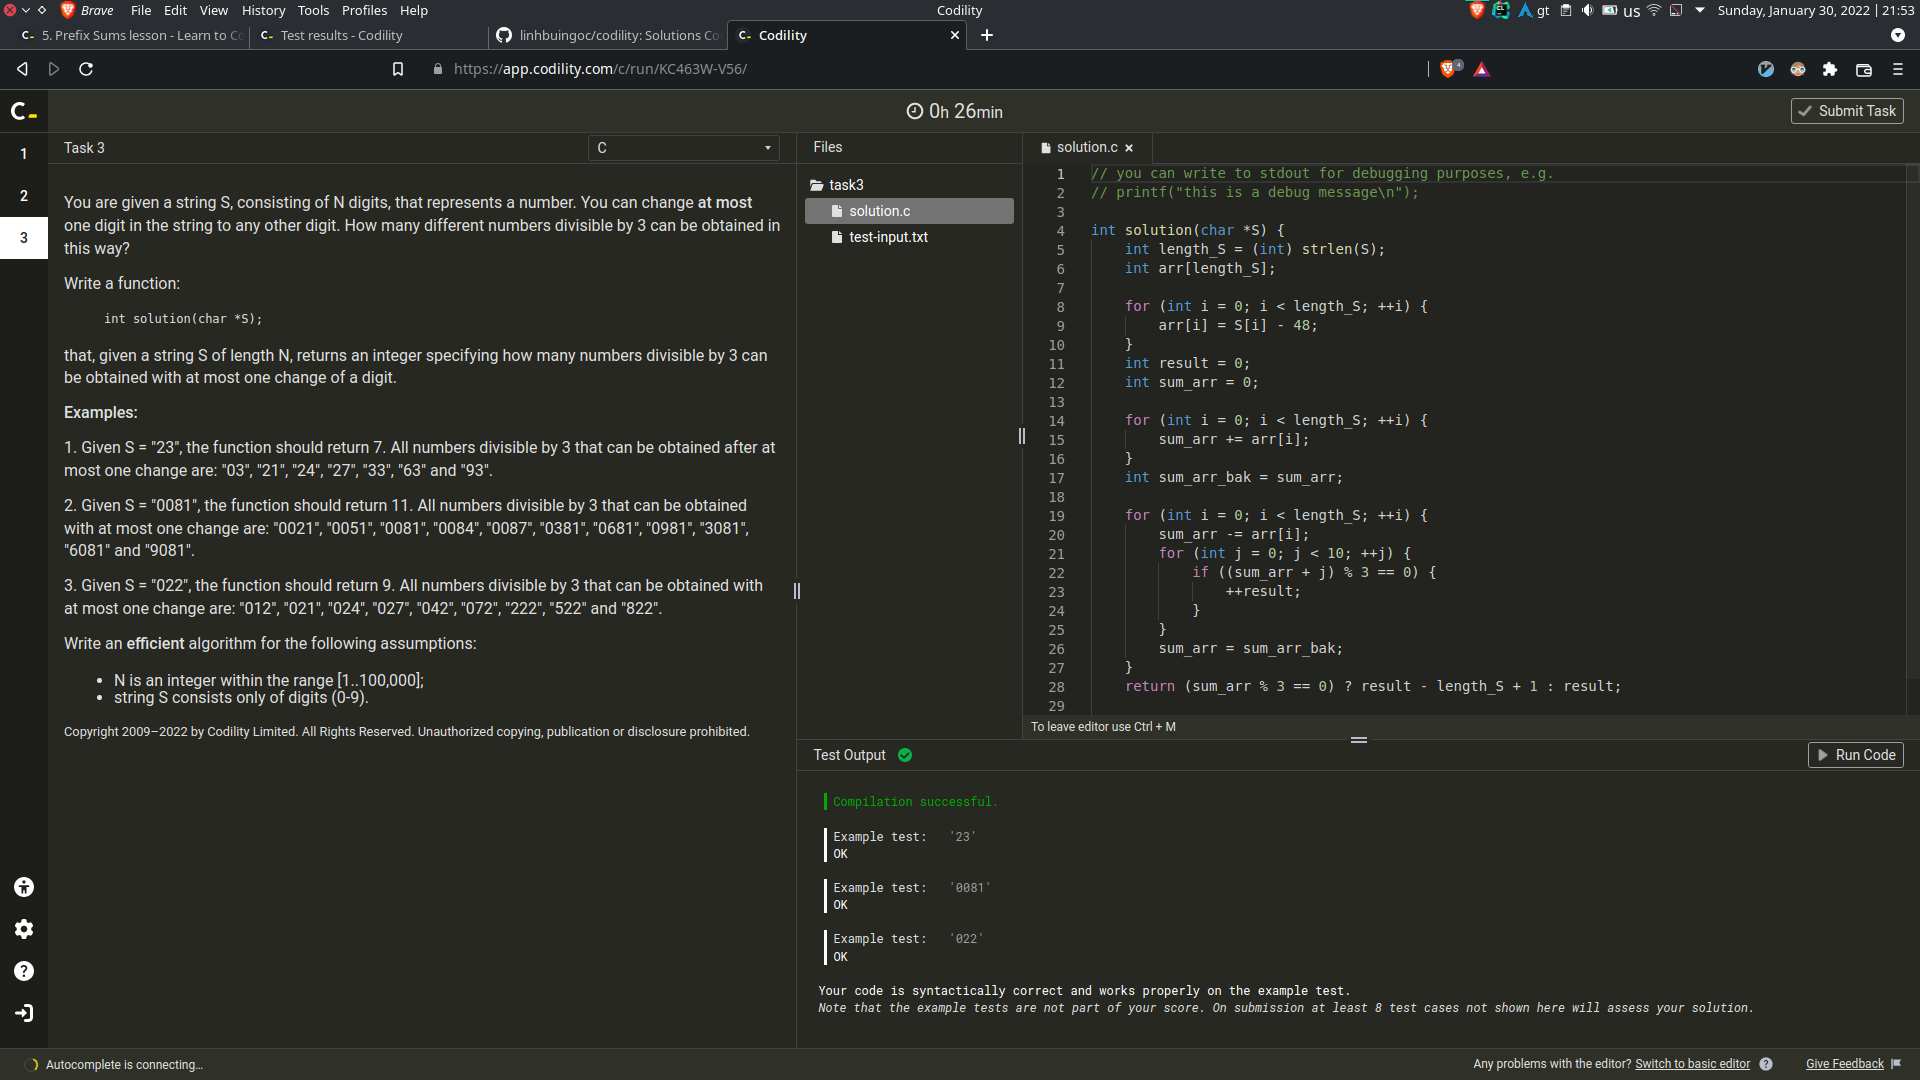 Brave File Edit View History Tools Profiles Help
Codility
gt us Sunday, January 30, 2022 | 21:53
5. Prefix Sums lesson - Learn to Co
Test results - Codility
linhbuingoc/codility: Solutions Co
Codility
https://app.codility.com/c/run/KC463W-V56/
4
0h 26min
Submit Task
1
2
3
Task 3
C
You are given a string S, consisting of N digits, that represents a number. You can change at most
one digit in the string to any other digit. How many different numbers divisible by 3 can be obtained in
this way?
Write a function:
int solution(char *S);
that, given a string S of length N, returns an integer specifying how many numbers divisible by 3 can
be obtained with at most one change of a digit.
Examples:
1. Given S = "23", the function should return 7. All numbers divisible by 3 that can be obtained after at
most one change are: "03", "21", "24", "27", "33", "63" and "93".
2. Given S = "0081", the function should return 11. All numbers divisible by 3 that can be obtained
with at most one change are: "0021", "0051", "0081", "0084", "0087", "0381", "0681", "0981", "3081",
"6081" and "9081".
3. Given S = "022", the function should return 9. All numbers divisible by 3 that can be obtained with
at most one change are: "012", "021", "024", "027", "042", "072", "222", "522" and "822".
Write an efficient algorithm for the following assumptions:
• N is an integer within the range [1..100,000];
• string S consists only of digits (0-9).
Copyright 2009–2022 by Codility Limited. All Rights Reserved. Unauthorized copying, publication or disclosure prohibited.
Files
task3
solution.c
test-input.txt
solution.c
1 // you can write to stdout for debugging purposes, e.g.
2 // printf("this is a debug message\n");
3
4 int solution(char *S) {
5 int length_S = (int) strlen(S);
6 int arr[length_S];
7
8 for (int i = 0; i < length_S; ++i) {
9 arr[i] = S[i] - 48;
10 }
11 int result = 0;
12 int sum_arr = 0;
13
14 for (int i = 0; i < length_S; ++i) {
15 sum_arr += arr[i];
16 }
17 int sum_arr_bak = sum_arr;
18
19 for (int i = 0; i < length_S; ++i) {
20 sum_arr -= arr[i];
21 for (int j = 0; j < 10; ++j) {
22 if ((sum_arr + j) % 3 == 0) {
23 ++result;
24 }
25 }
26 sum_arr = sum_arr_bak;
27 }
28 return (sum_arr % 3 == 0) ? result - length_S + 1 : result;
29
To leave editor use Ctrl + M
Test Output
Run Code
Compilation successful.
Example test: '23'
OK
Example test: '0081'
OK
Example test: '022'
OK
Your code is syntactically correct and works properly on the example test.
Note that the example tests are not part of your score. On submission at least 8 test cases not shown here will assess your solution.
Autocomplete is connecting...
Any problems with the editor? Switch to basic editor
Give Feedback